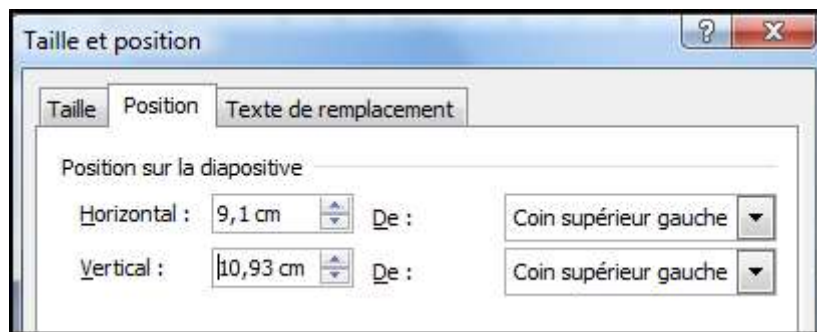 Taille et position
Taille Position Texte de remplacement
Position sur la diapositive
Horizontal : 9,1 cm De : Coin supérieur gauche
Vertical : 10,93 cm De : Coin supérieur gauche